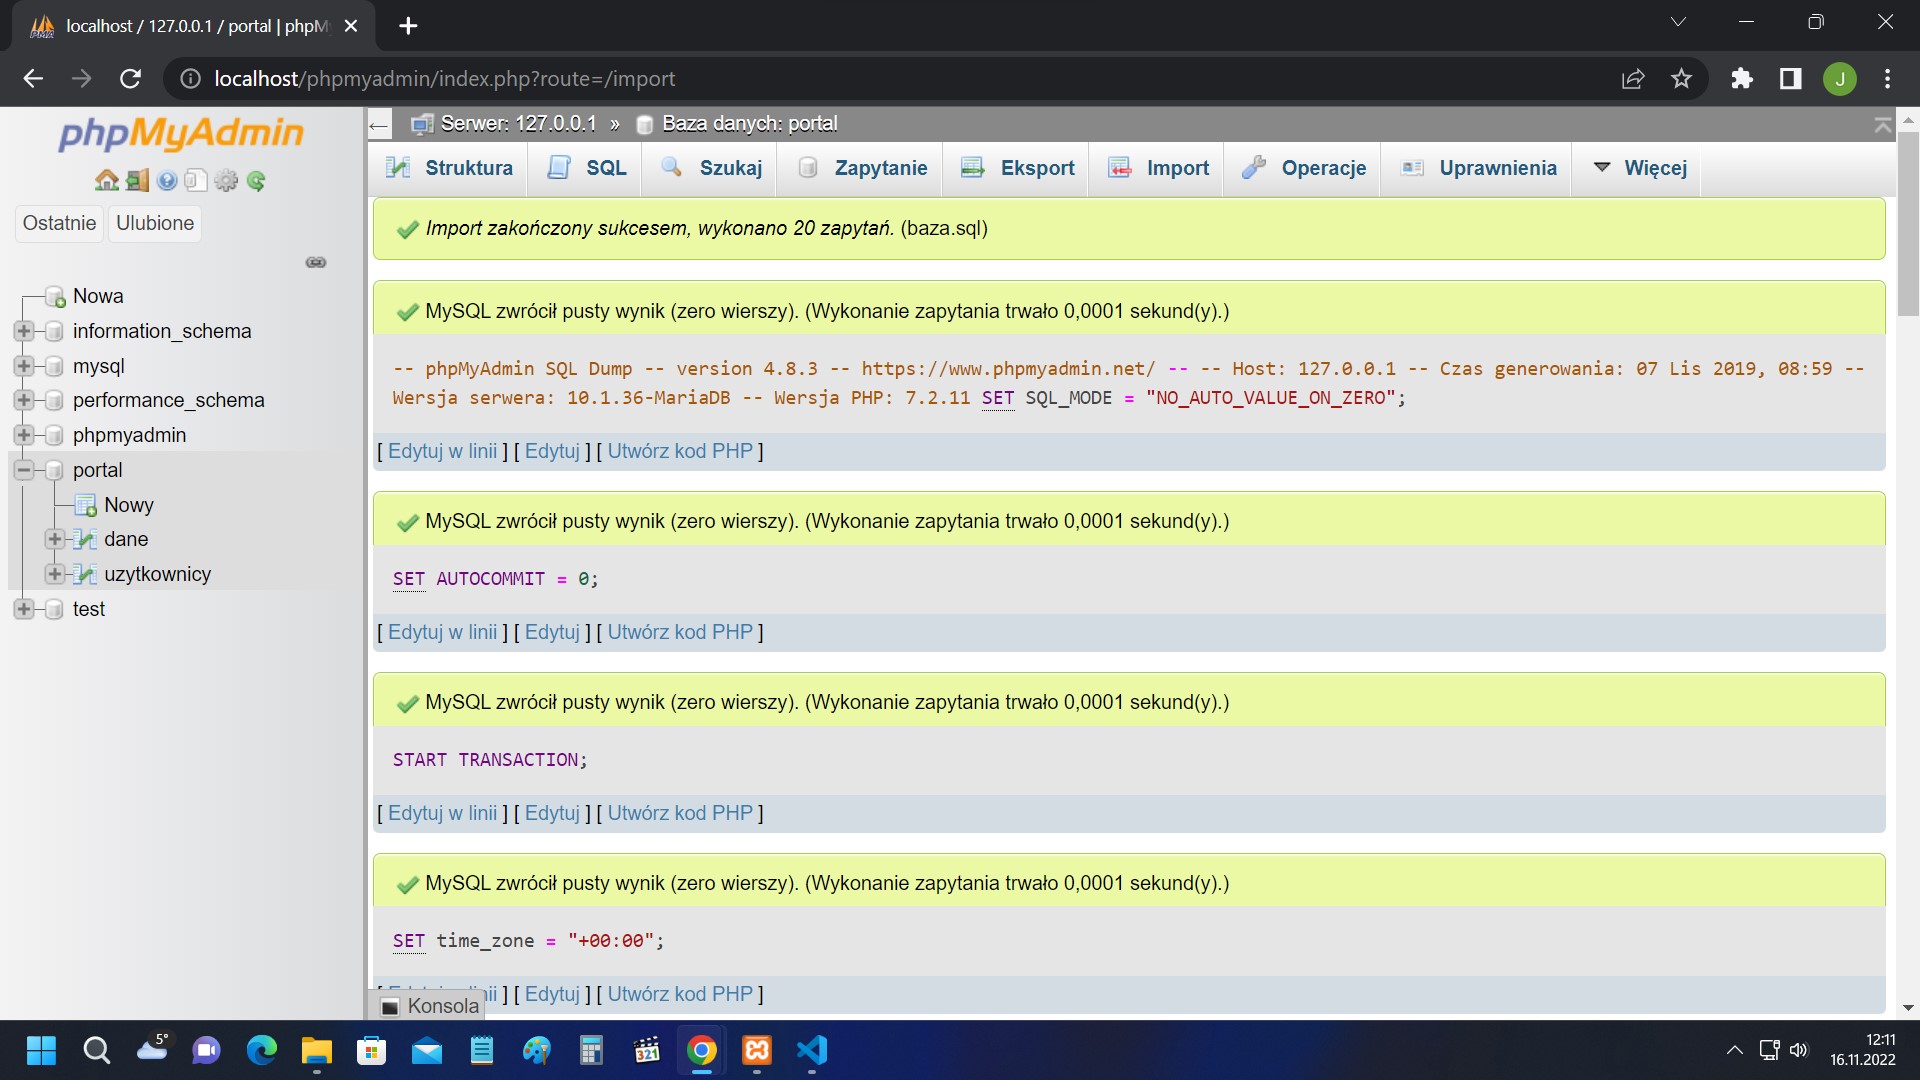 localhost / 127.0.0.1 / portal | phpM
localhost/phpmyadmin/index.php?route=/import
J
phpMyAdmin
Ostatnie
Ulubione
Nowa
information_schema
mysql
performance_schema
phpmyadmin
portal
Nowy
dane
uzytkownicy
test
Serwer: 127.0.0.1 » Baza danych: portal
Struktura SQL Szukaj Zapytanie Eksport Import Operacje Uprawnienia Więcej
Import zakończony sukcesem, wykonano 20 zapytań. (baza.sql)
MySQL zwrócił pusty wynik (zero wierszy). (Wykonanie zapytania trwało 0,0001 sekund(y).)
-- phpMyAdmin SQL Dump -- version 4.8.3 -- https://www.phpmyadmin.net/ -- -- Host: 127.0.0.1 -- Czas generowania: 07 Lis 2019, 08:59 --
Wersja serwera: 10.1.36-MariaDB -- Wersja PHP: 7.2.11 SET SQL_MODE = "NO_AUTO_VALUE_ON_ZERO";
[ Edytuj w linii ] [ Edytuj ] [ Utwórz kod PHP ]
MySQL zwrócił pusty wynik (zero wierszy). (Wykonanie zapytania trwało 0,0001 sekund(y).)
SET AUTOCOMMIT = 0;
[ Edytuj w linii ] [ Edytuj ] [ Utwórz kod PHP ]
MySQL zwrócił pusty wynik (zero wierszy). (Wykonanie zapytania trwało 0,0001 sekund(y).)
START TRANSACTION;
[ Edytuj w linii ] [ Edytuj ] [ Utwórz kod PHP ]
MySQL zwrócił pusty wynik (zero wierszy). (Wykonanie zapytania trwało 0,0001 sekund(y).)
SET time_zone = "+00:00";
[ Edytuj ] [ Utwórz kod PHP ]
Konsola
5°
321
12:11
16.11.2022